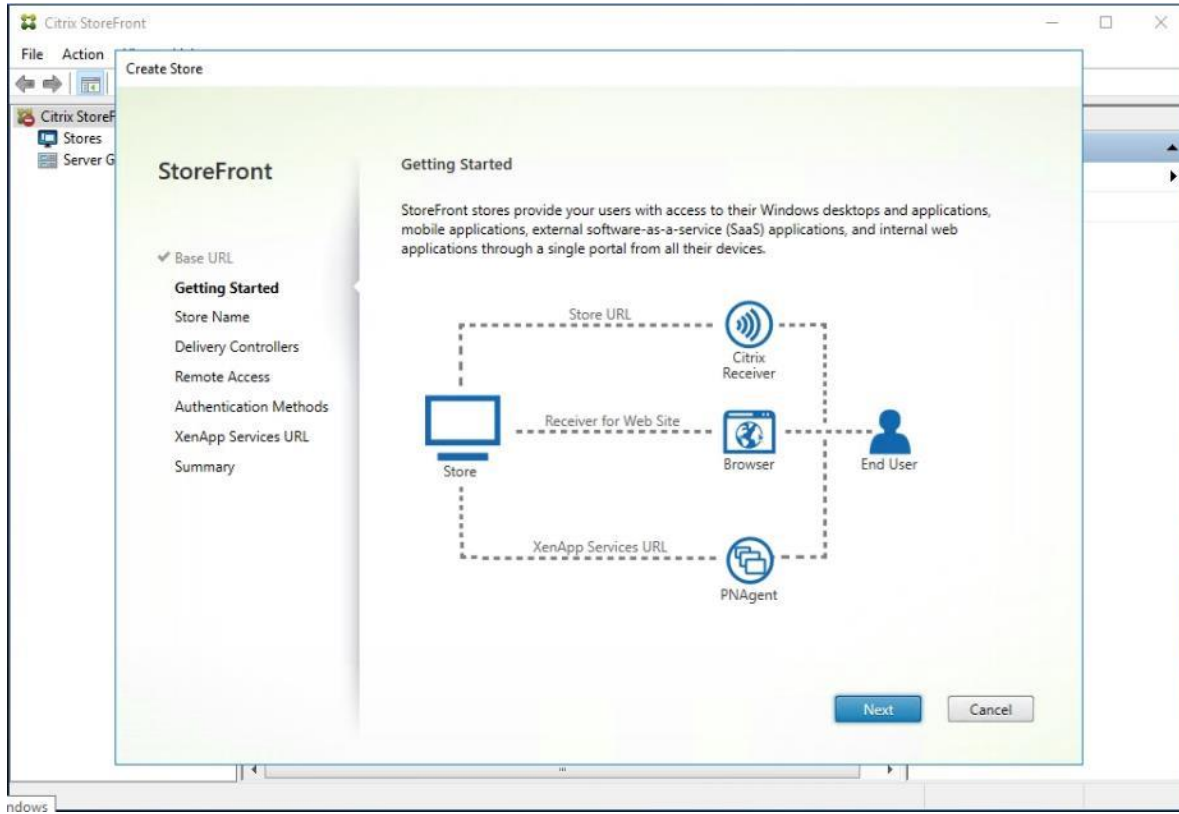 Citrix StoreFront
File Action
Create Store
Citrix StoreF
Stores
Server G
StoreFront
Base URL
Getting Started
Store Name
Delivery Controllers
Remote Access
Authentication Methods
XenApp Services URL
Summary
Getting Started
StoreFront stores provide your users with access to their Windows desktops and applications,
mobile applications, external software-as-a-service (SaaS) applications, and internal web
applications through a single portal from all their devices.
Store URL
Citrix
Receiver
Receiver for Web Site
Store
Browser
End User
XenApp Services URL
PNAgent
Next Cancel
ndows